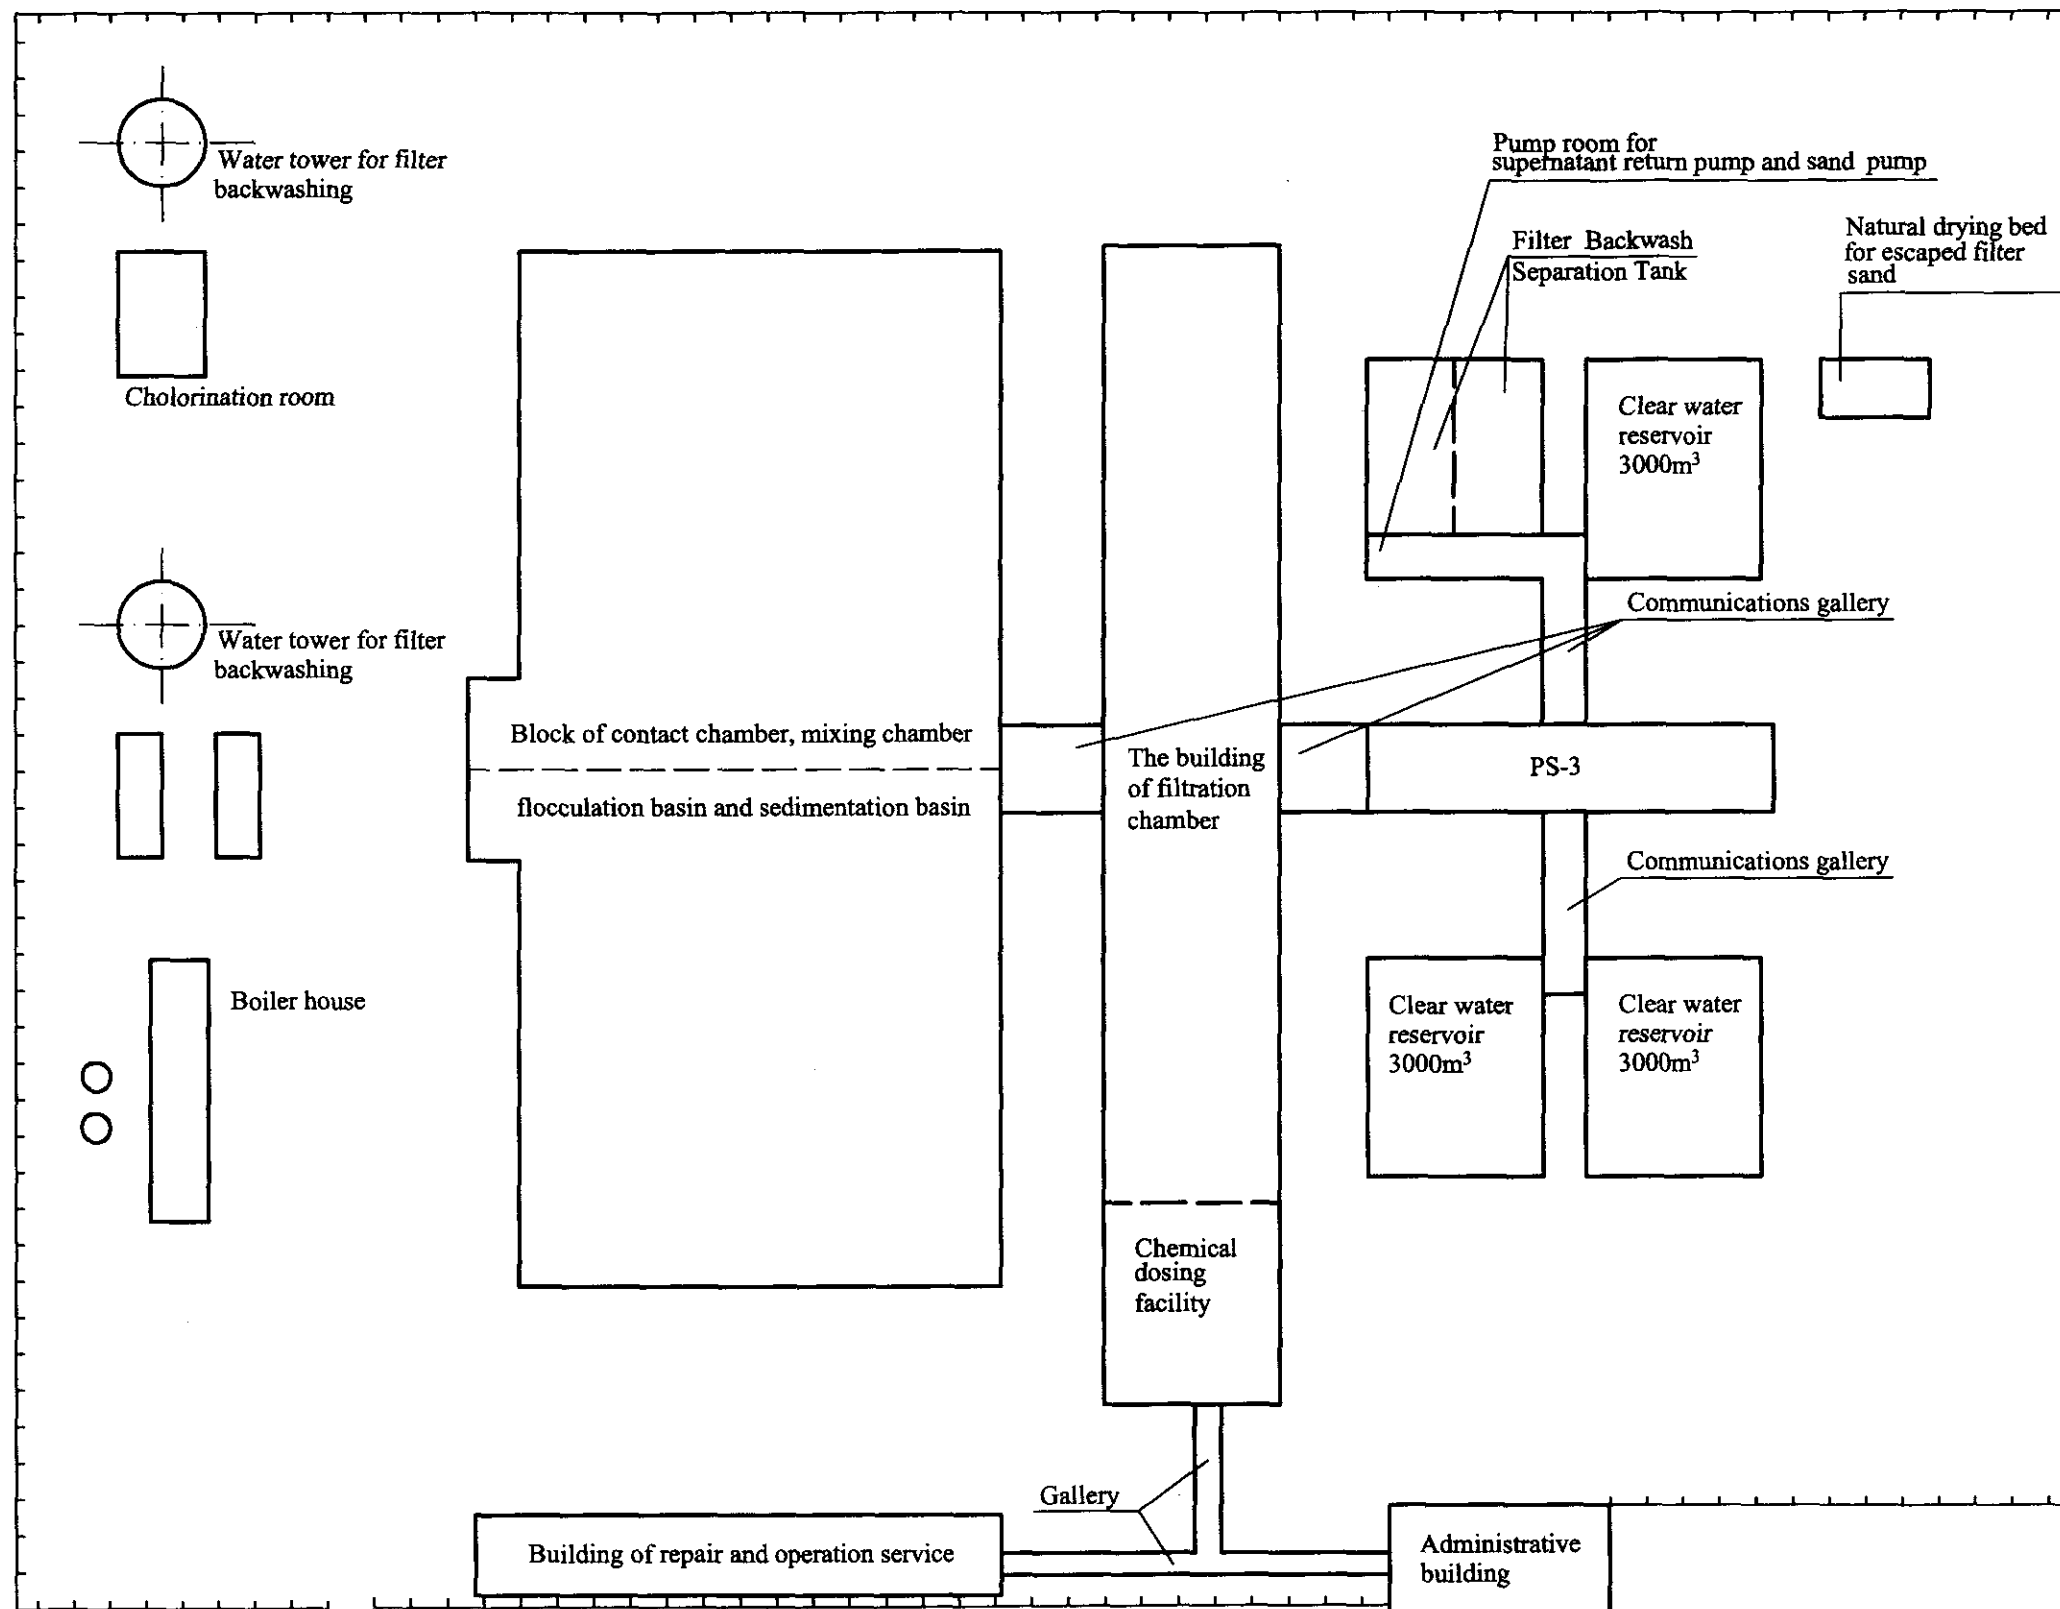 Water tower for filter
backwashing
Cholorination room
Water tower for filter
backwashing
Boiler house
Block of contact chamber, mixing chamber
flocculation basin and sedimentation basin
The building
of filtration
chamber
Chemical
dosing
facility
Pump room for
supernatant return pump and sand pump
Filter Backwash
Separation Tank
Natural drying bed
for escaped filter
sand
Clear water
reservoir
3000m³
Communications gallery
PS-3
Communications gallery
Clear water
reservoir
3000m³
Clear water
reservoir
3000m³
Gallery
Building of repair and operation service
Administrative
building